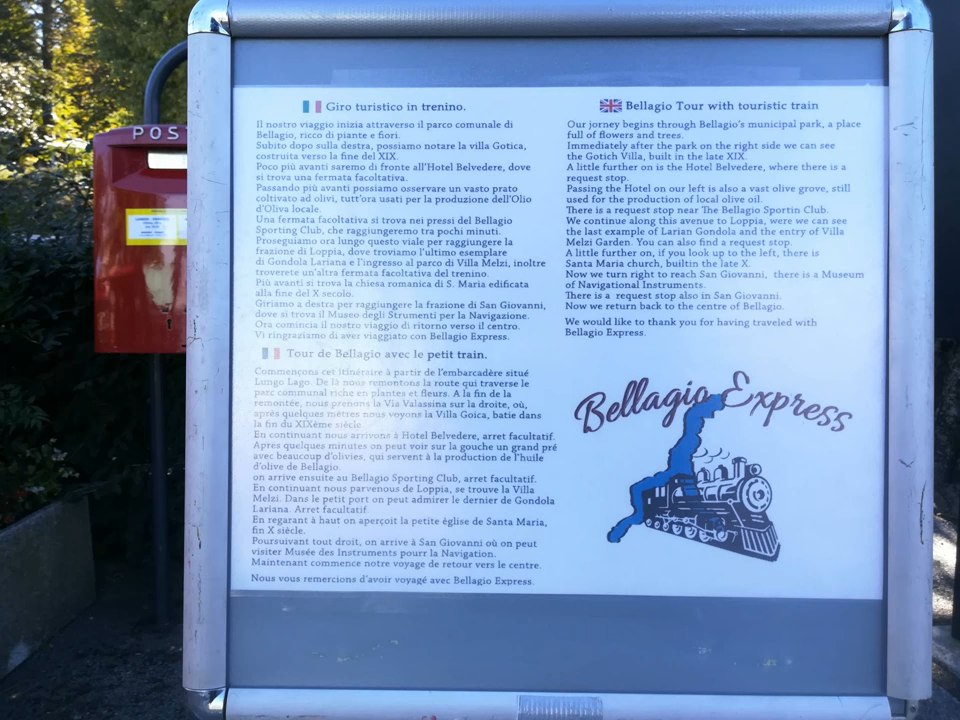 POS
Giro turistico in trenino.
Il nostro viaggio inizia attraverso il parco comunale di
Bellagio, ricco di piante e fiori.
Subito dopo sulla destra, possiamo notare la villa Gotica,
costruita verso la fine del XIX.
Poco più avanti saremo di fronte all'Hotel Belvedere, dove
si trova una fermata facoltativa.
Passando più avanti possiamo osservare un vasto prato
coltivato ad olivi, tutt'ora usati per la produzione dell'Olio
d'Oliva locale.
Una fermata facoltativa si trova nei pressi del Bellagio
Sporting Club, che raggiungeremo tra pochi minuti.
Proseguiamo ora lungo questo viale per raggiungere la
frazione di Loppia, dove troviamo l'ultimo esemplare
di Gondola Lariana e l'ingresso al parco di Villa Melzi, inoltre
troverete un'altra fermata facoltativa del trenino.
Più avanti si trova la chiesa romanica di S. Maria edificata
alla fine del X secolo.
Giriamo a destra per raggiungere la frazione di San Giovanni,
dove si trova il Museo degli Strumenti per la Navigazione.
Ora comincia il nostro viaggio di ritorno verso il centro.
Vi ringraziamo di aver viaggiato con Bellagio Express.
Tour de Bellagio avec le petit train.
Commençons cet itinéraire à partir de l'embarcadère situé
Lungo Lago. De là nous remontons la route qui traverse le
parc communal riche en plantes et fleurs. A la fin de la
remontée, nous prenons la Via Valassina sur la droite, où,
après quelques mètres nous voyons la Villa Goica, batie dans
la fin du XIXéme siècle.
En continuant nous arrivons à Hotel Belvedere, arret facultatif.
Apres quelques minutes on peut voir sur la gauche un grand pré
avec beaucoup d'olivies, qui servent à la production de l'huile
d'olive de Bellagio.
on arrive ensuite au Bellagio Sporting Club, arret facultatif.
En continuant nous parvenous de Loppia, se trouve la Villa
Melzi. Dans le petit port on peut admirer le dernier de Gondola
Lariana. Arret facultatif.
En regarant à haut on aperçoit la petite église de Santa Maria,
fin X siècle.
Poursuivant tout droit, on arrive à San Giovanni où on peut
visiter Musée des Instruments pourr la Navigation.
Maintenant commence notre voyage de retour vers le centre.
Nous vous remercions d'avoir voyagé avec Bellagio Express.
Bellagio Tour with touristic train
Our jorney begins through Bellagio's municipal park, a place
full of flowers and trees.
Immediately after the park on the right side we can see
the Gotich Villa, built in the late XIX.
A little further on is the Hotel Belvedere, where there is a
request stop.
Passing the Hotel on our left is also a vast olive grove, still
used for the production of local olive oil.
There is a request stop near The Bellagio Sportin Club.
We continue along this avenue to Loppia, were we can see
the last example of Larian Gondola and the entry of Villa
Melzi Garden. You can also find a request stop.
A little further on, if you look up to the left, there is
Santa Maria church, builtin the late X.
Now we turn right to reach San Giovanni, there is a Museum
of Navigational Instruments.
There is a request stop also in San Giovanni.
Now we return back to the centre of Bellagio.
We would like to thank you for having traveled with
Bellagio Express.
Bellagio Express